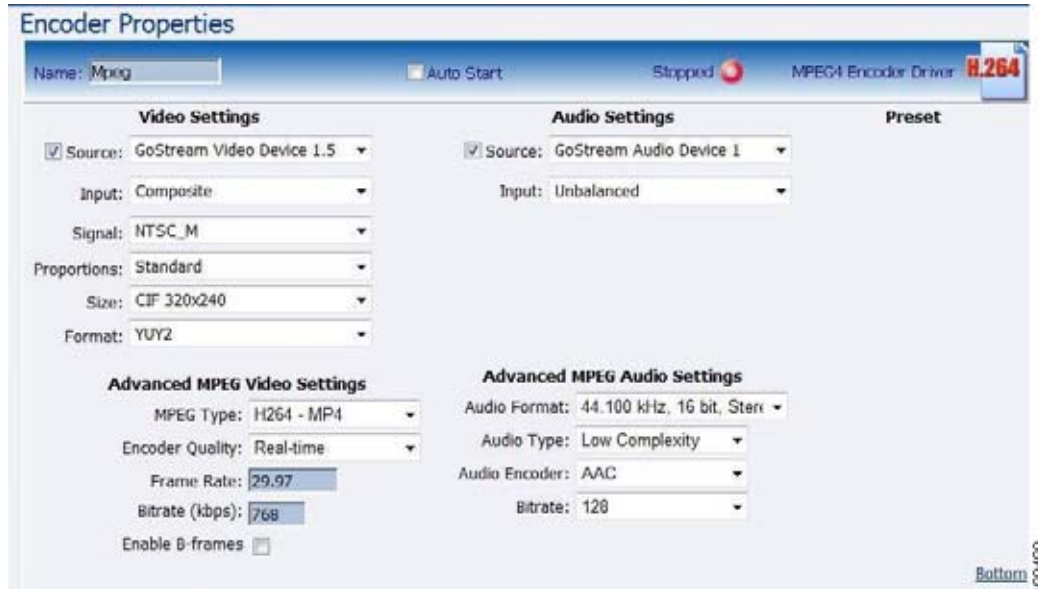 Encoder Properties
Name: Mpeg Auto Start Stopped MPEG4 Encoder Driver H.264
Video Settings Audio Settings Preset
Source: GoStream Video Device 1.5 Source: GoStream Audio Device 1
Input: Composite Input: Unbalanced
Signal: NTSC_M
Proportions: Standard
Size: CIF 320x240
Format: YUY2
Advanced MPEG Video Settings Advanced MPEG Audio Settings
MPEG Type: H264 - MP4 Audio Format: 44.100 kHz, 16 bit, Stere
Encoder Quality: Real-time Audio Type: Low Complexity
Frame Rate: 29.97 Audio Encoder: AAC
Bitrate (kbps): 768 Bitrate: 128
Enable B-frames
Bottom